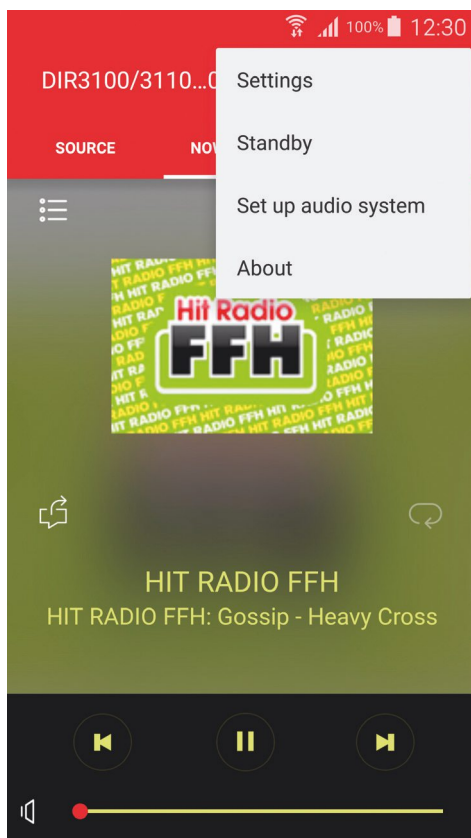 100% 12:30
DIR3100/3110...0
Settings
SOURCE
Standby
Set up audio system
About
Hit Radio
FFH
HIT RADIO FFH
HIT RADIO FFH: Gossip - Heavy Cross